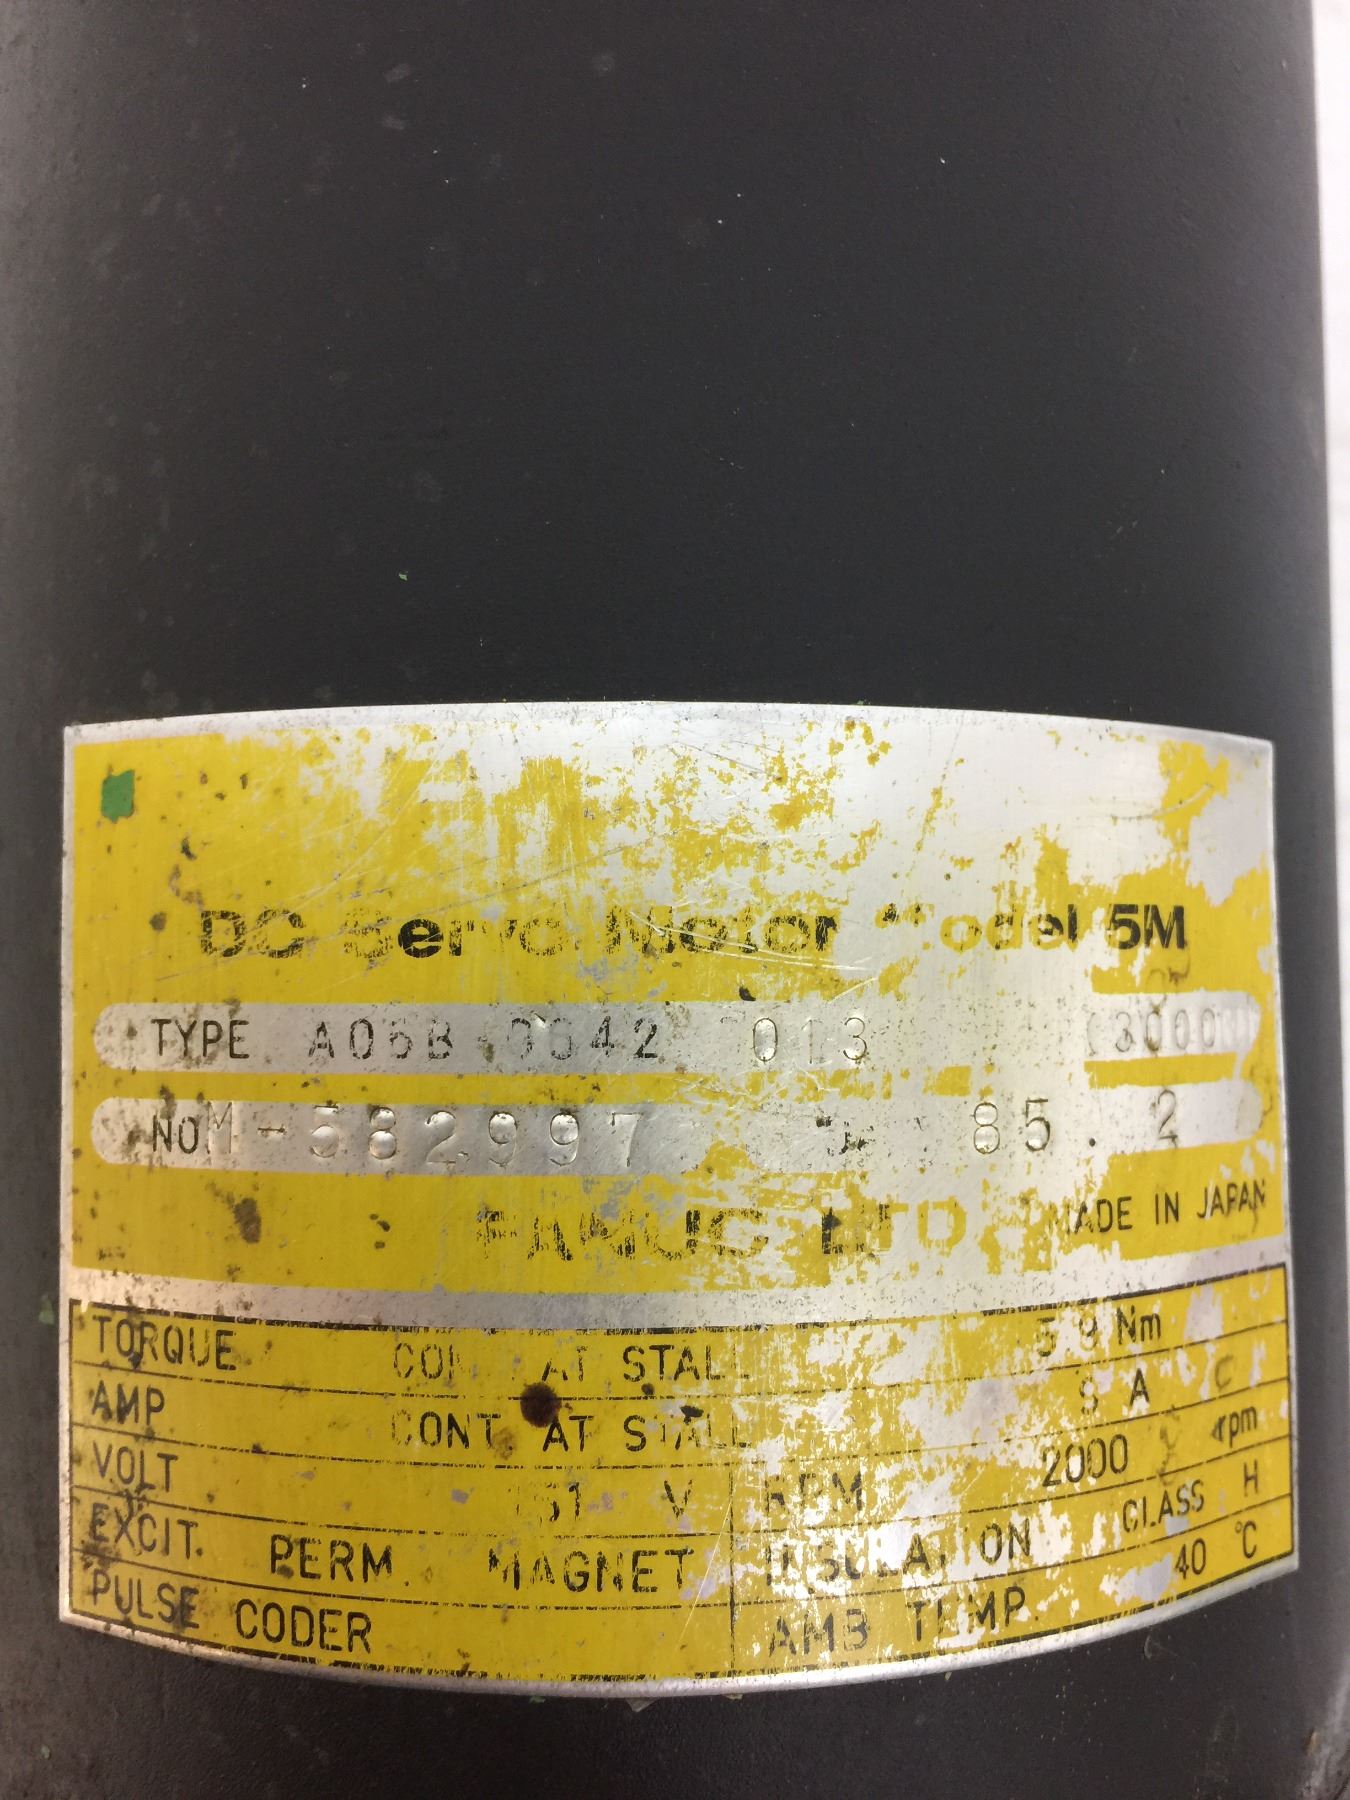 DC Servo Motor Model 5M
TYPE A06B-0642 013 3000
NO M-582997 85.2
FANUC LTD MADE IN JAPAN
TORQUE CONT. AT STALL 5.9 Nm
AMP CONT. AT STALL 8 A
VOLT V RPM 2000 rpm
EXCIT. PERM. MAGNET INSULATION CLASS H
PULSE CODER AMB TEMP. 40 °C